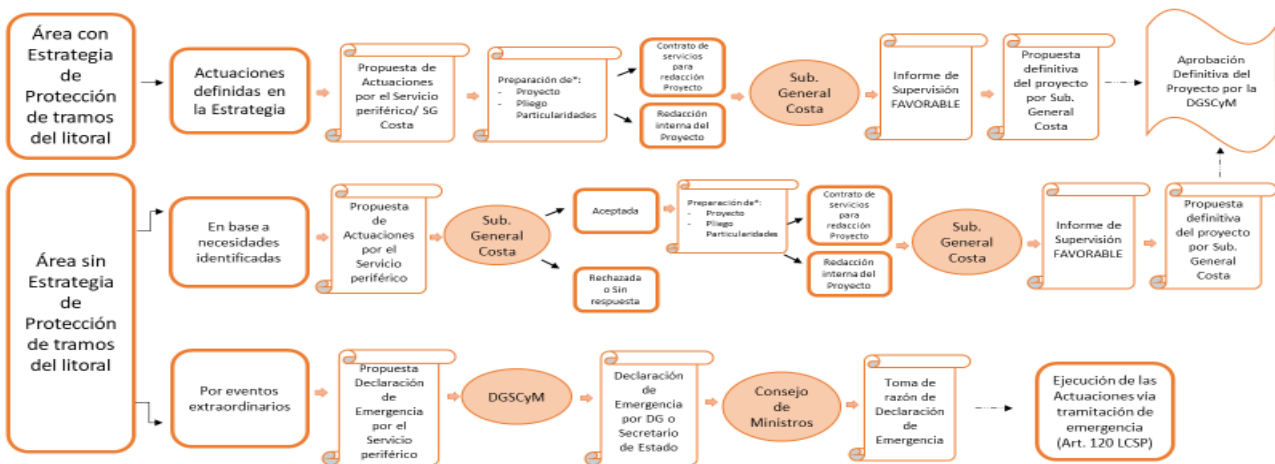 Área con
Estrategia
de
Protección
de tramos
del litoral
Actuaciones
definidas en
la Estrategia
Propuesta de
Actuaciones
por el Servicio
periférico/ SG
Costa
Preparación de*:
- Proyecto
- Pliego
Particularidades
Contrato de
servicios
para
redacción
Proyecto
Redacción
interna del
Proyecto
Sub.
General
Costa
Informe de
Supervisión
FAVORABLE
Propuesta
definitiva
del proyecto
por Sub.
General
Costa
Aprobación
Definitiva del
Proyecto por la
DGSCyM
Área sin
Estrategia
de
Protección
de tramos
del litoral
En base a
necesidades
identificadas
Propuesta
de
Actuaciones
por el
Servicio
periférico
Sub.
General
Costa
Aceptada
Rechazada
o Sin
respuesta
Preparación de*:
- Proyecto
- Pliego
Particularidades
Contrato de
servicios para
redacción
Proyecto
Redacción
interna del
Proyecto
Sub.
General
Costa
Informe de
Supervisión
FAVORABLE
Propuesta
definitiva
del proyecto
por Sub.
General
Costa
Por eventos
extraordinarios
Propuesta
Declaración
de
Emergencia
por el
Servicio
periférico
DGSCyM
Declaración
de
Emergencia
por DG o
Secretario
de Estado
Consejo
de
Ministros
Toma de
razón de
Declaración
de
Emergencia
Ejecución de las
Actuaciones vía
tramitación de
emergencia
(Art. 120 LCSP)